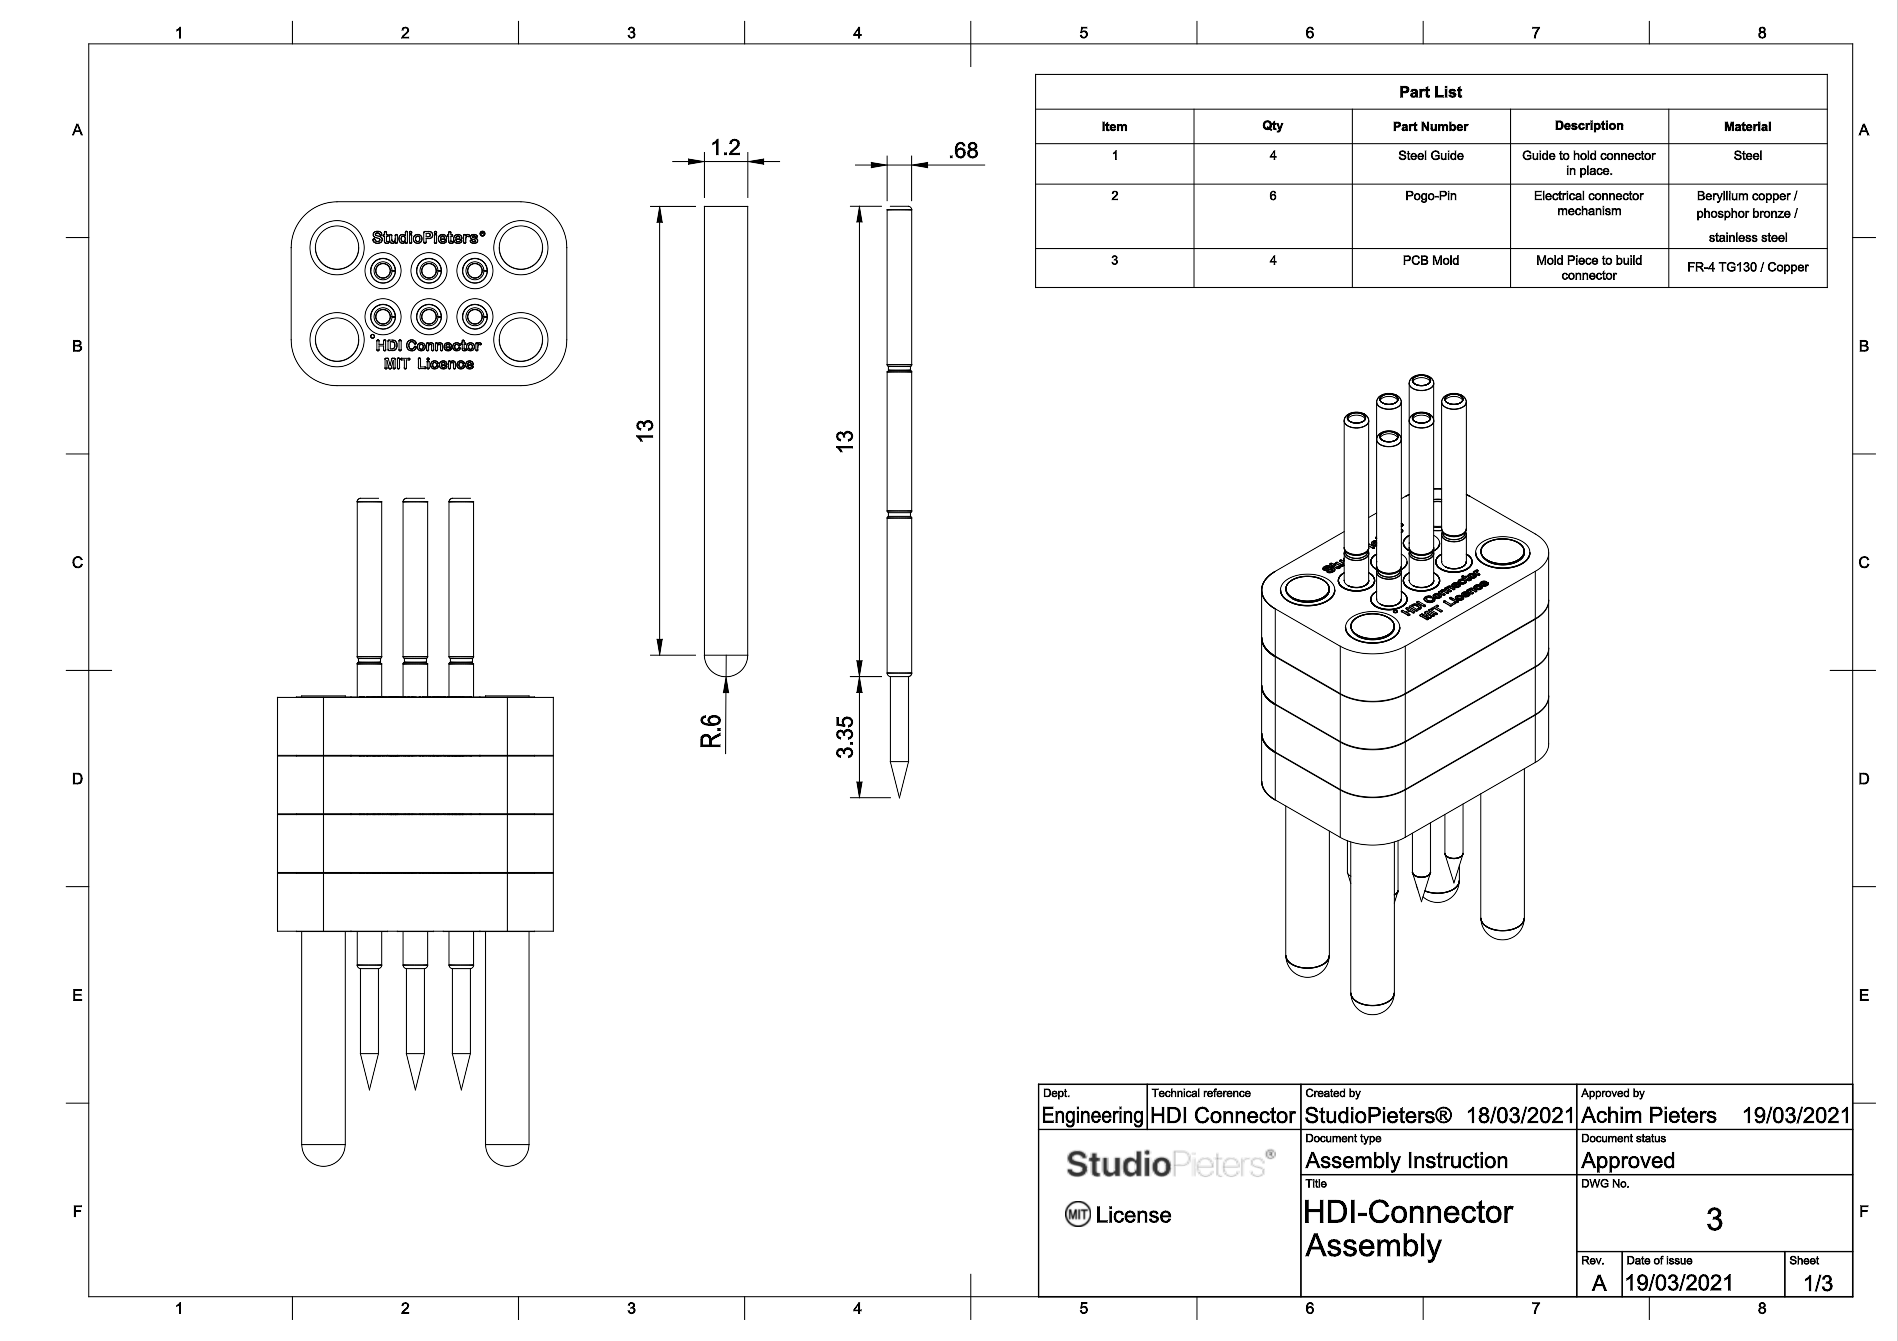 1 2 3 4 5 6 7 8
A
B
C
D
E
F
A
B
C
D
E
F
1 2 3 4 5 6 7 8
StudioPieters°
°HDI Connector
MIT Licence
1.2
13
R.6
.68
13
3.35
Part List
Item Qty Part Number Description Material
1 4 Steel Guide Guide to hold connector
in place. Steel
2 6 Pogo-Pin Electrical connector
mechanism Beryllium copper /
phosphor bronze /
stainless steel
3 4 PCB Mold Mold Piece to build
connector FR-4 TG130 / Copper
°HDI Connector
MIT Licence
Dept. Technical reference Created by Approved by
Engineering HDI Connector StudioPieters® 18/03/2021 Achim Pieters 19/03/2021
StudioPieters®
MIT License
Document type
Assembly Instruction
Document status
Approved
Title
HDI-Connector
Assembly
DWG No.
3
Rev. Date of issue Sheet
A 19/03/2021 1/3